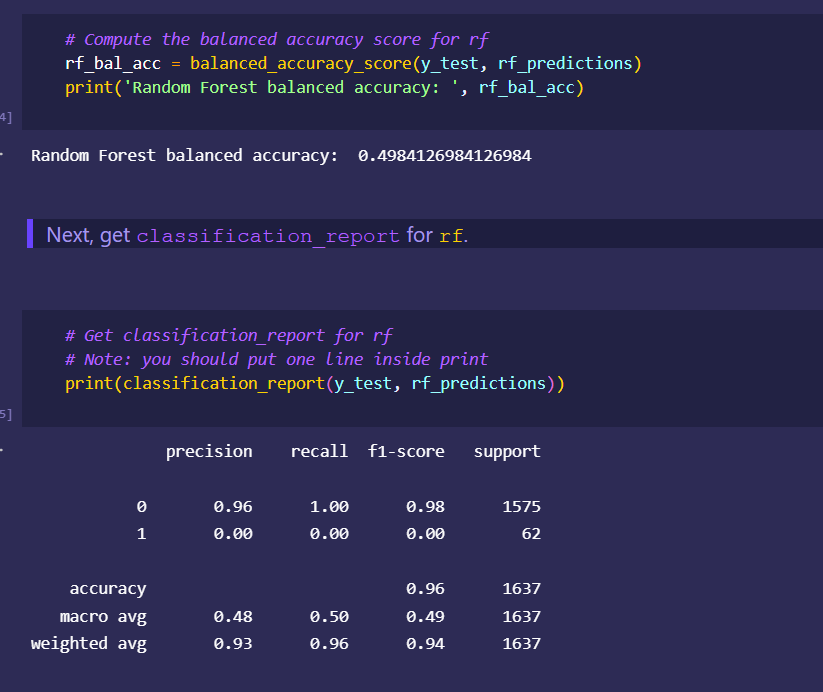 # Compute the balanced accuracy score for rf
rf_bal_acc = balanced_accuracy_score(y_test, rf_predictions)
print('Random Forest balanced accuracy: ', rf_bal_acc)
4]
Random Forest balanced accuracy:  0.4984126984126984
Next, get classification_report for rf.
# Get classification_report for rf
# Note: you should put one line inside print
print(classification_report(y_test, rf_predictions))
5]
precision recall f1-score support
0 0.96 1.00 0.98 1575
1 0.00 0.00 0.00 62
accuracy 0.96 1637
macro avg 0.48 0.50 0.49 1637
weighted avg 0.93 0.96 0.94 1637